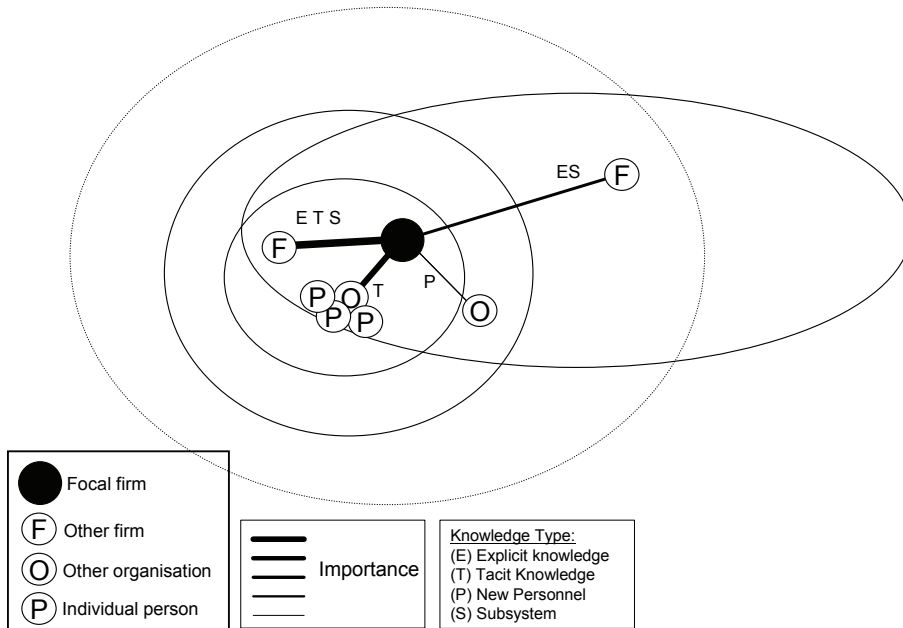 ES
F
E T S
F
P
T
O
P
O
P
P
Focal firm
F Other firm
O Other organisation
P Individual person
Importance
Knowledge Type:
(E) Explicit knowledge
(T) Tacit Knowledge
(P) New Personnel
(S) Subsystem